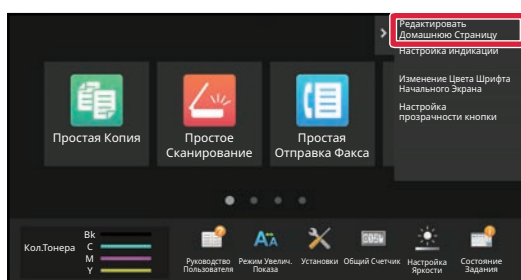 Редактировать
Домашнюю Страницу
Настройка индикации
Изменение Цвета Шрифта
Начального Экрана
Настройка
прозрачности кнопки
Простая Копия
Простое
Сканирование
Простая
Отправка Факса
Кол.Тонера
Bk
C
M
Y
Руководство
Пользователя
Режим Увелич.
Показа
Установки
Общий Счетчик
Настройка
Яркости
Состояние
Задания